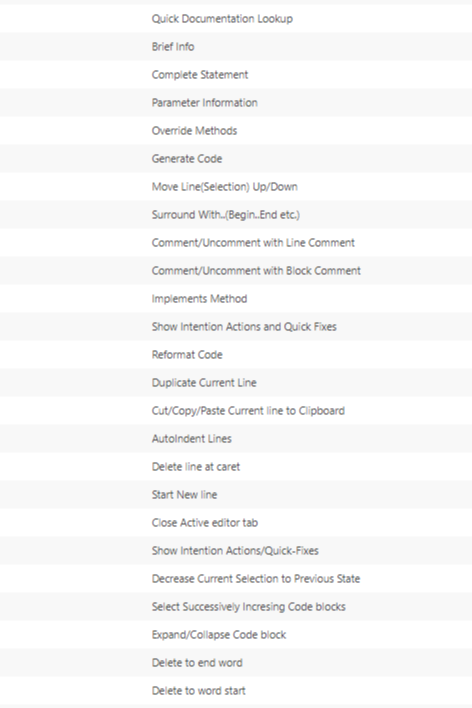 Quick Documentation Lookup
Brief Info
Complete Statement
Parameter Information
Override Methods
Generate Code
Move Line(Selection) Up/Down
Surround With..(Begin..End etc.)
Comment/Uncomment with Line Comment
Comment/Uncomment with Block Comment
Implements Method
Show Intention Actions and Quick Fixes
Reformat Code
Duplicate Current Line
Cut/Copy/Paste Current line to Clipboard
AutoIndent Lines
Delete line at caret
Start New line
Close Active editor tab
Show Intention Actions/Quick-Fixes
Decrease Current Selection to Previous State
Select Successively Incresing Code blocks
Expand/Collapse Code block
Delete to end word
Delete to word start